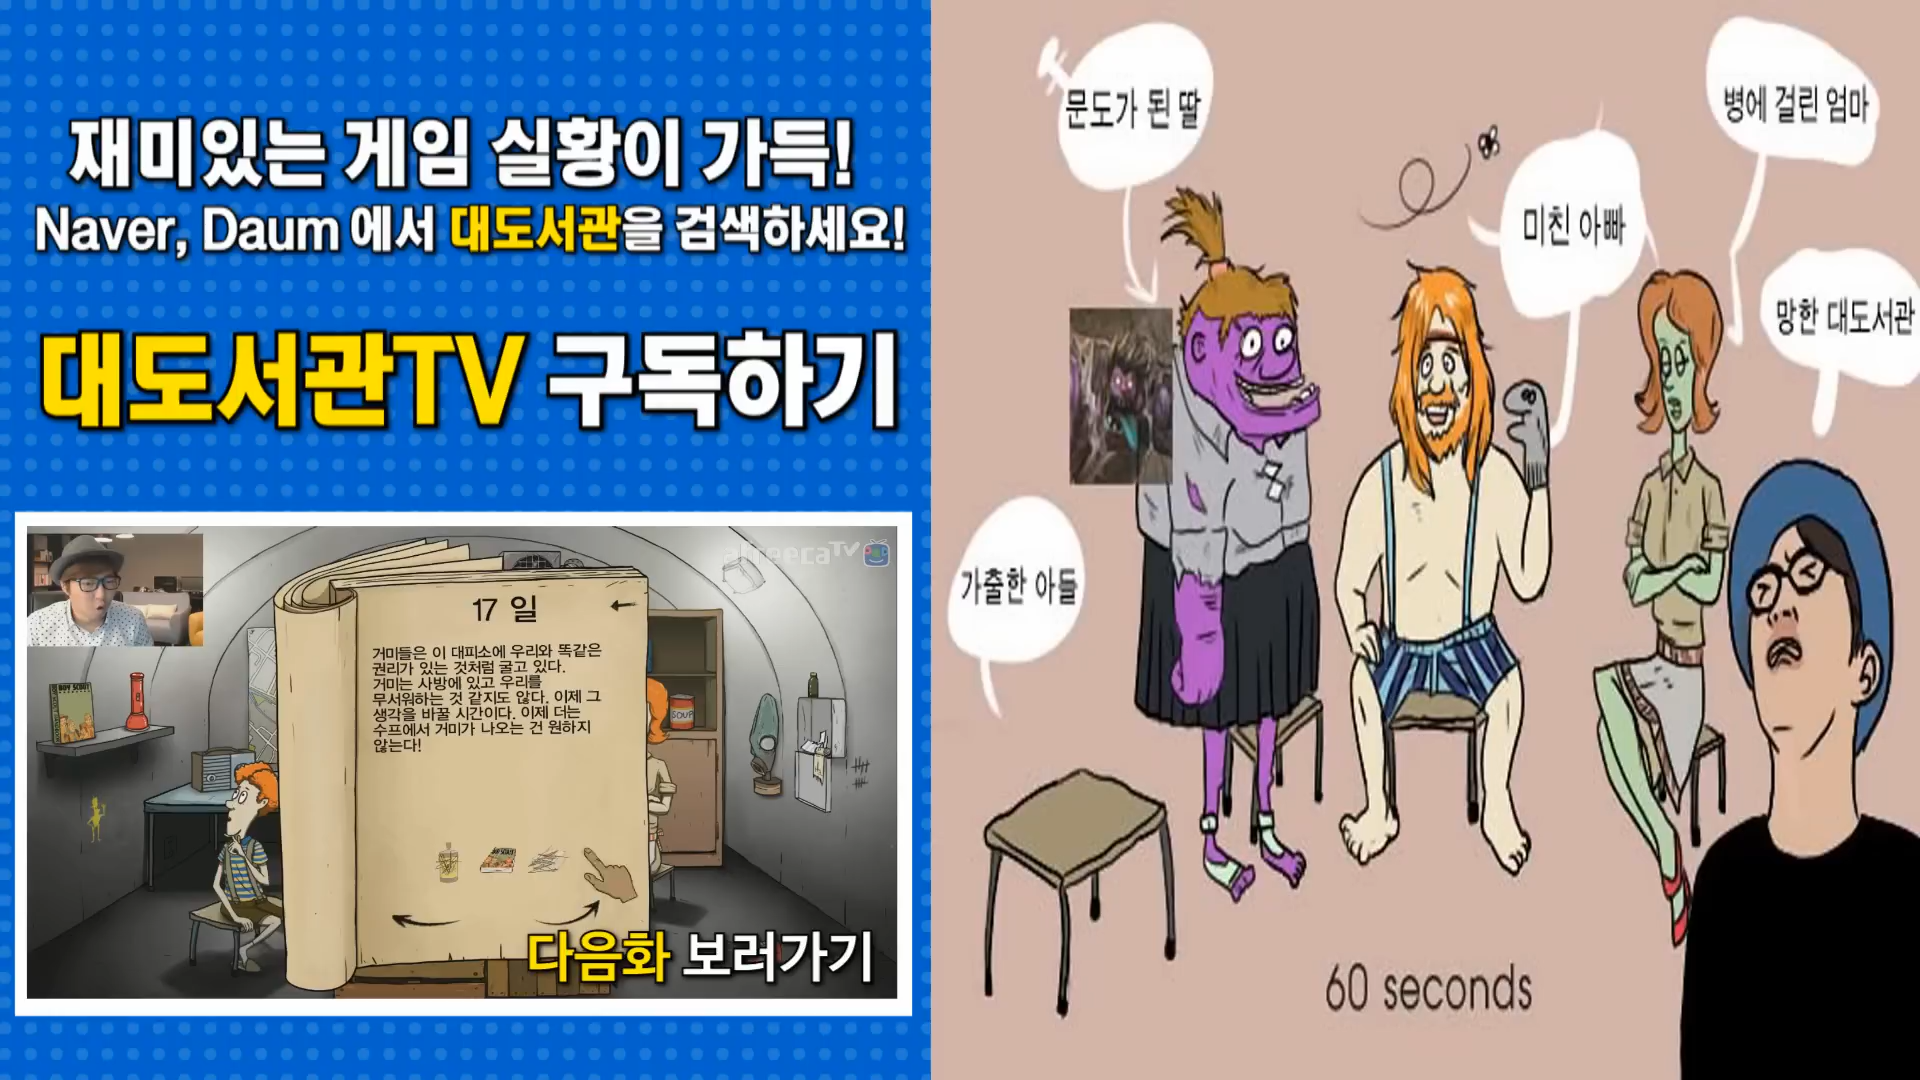 재미있는 게임 실황이 가득!
Naver, Daum 에서 대도서관을 검색하세요!
대도서관TV 구독하기
afreecaTV
17 일
거미들은 이 대피소에 우리와 똑같은
권리가 있는 것처럼 굴고 있다.
거미는 사방에 있고 우리를
무서워하는 것 같지도 않다. 이제 그
생각을 바꿀 시간이다. 이제 더는
수프에서 거미가 나오는 건 원하지
않는다!
BOY SCOUT
SOUP
다음화 보러가기
문도가 된 딸
병에 걸린 엄마
미친 아빠
망한 대도서관
가출한 아들
60 seconds